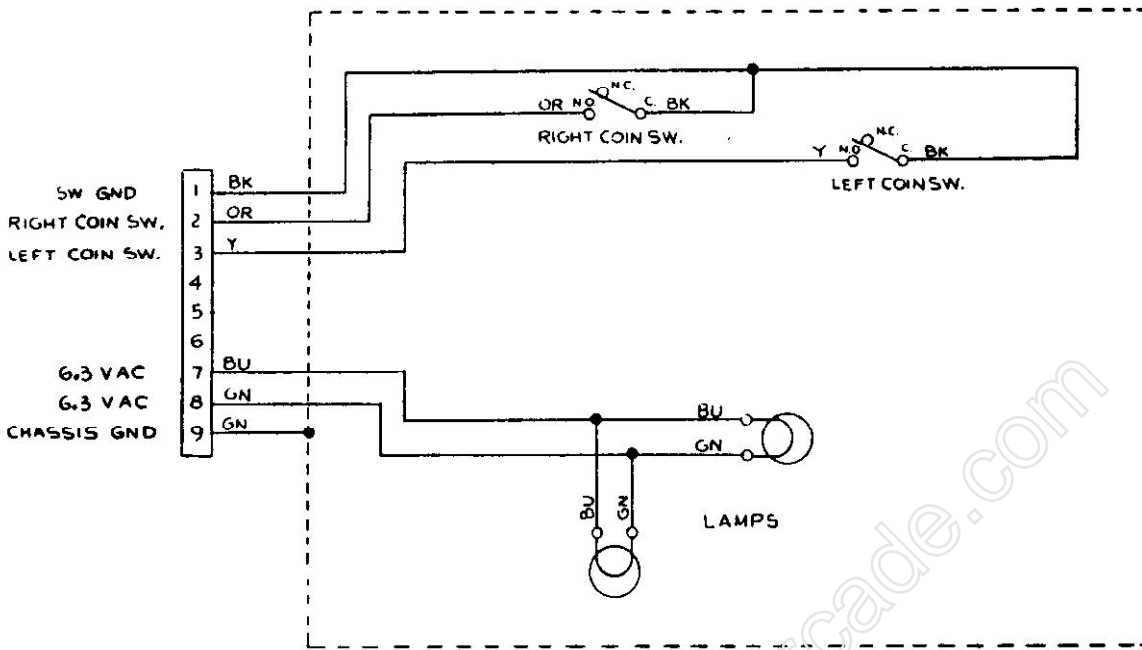 N.C.
OR N.O. C. BK
RIGHT COIN SW.
N.C.
Y N.O C. BK
LEFT COIN SW.
SW GND 1 BK
RIGHT COIN SW. 2 OR
LEFT COIN SW. 3 Y
4
5
6
6.3 VAC 7 BU
6.3 VAC 8 GN
CHASSIS GND 9 GN
BU
GN
BU GN
LAMPS
rcade.com